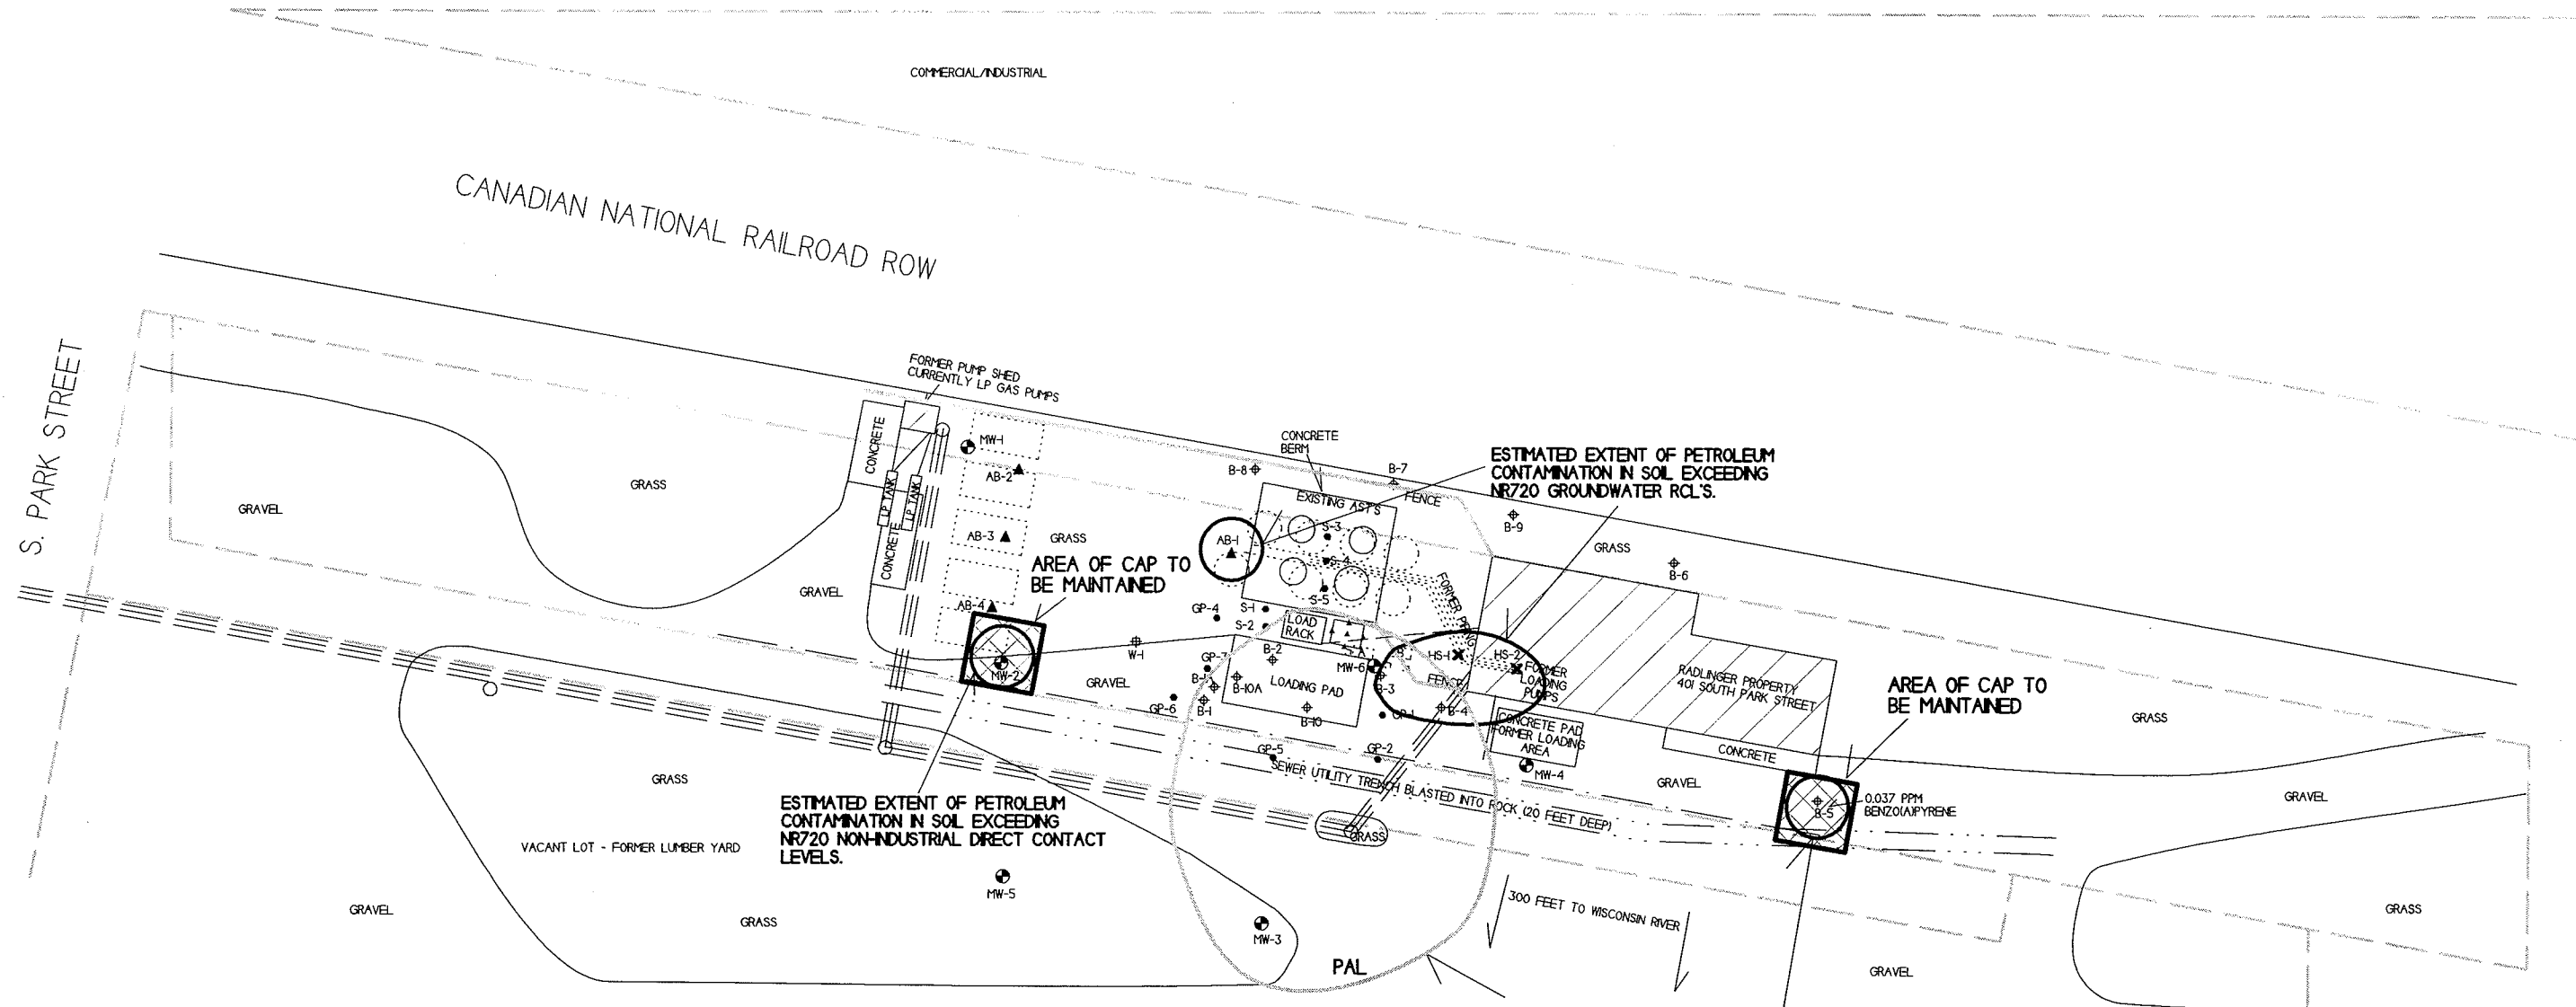 COMMERCIAL/INDUSTRIAL
CANADIAN NATIONAL RAILROAD ROW
S. PARK STREET
FORMER PUMP SHED
CURRENTLY LP GAS PUMPS
CONCRETE
LP TANK
LP TANK
CONCRETE
MW-1
AB-2
AB-3
AB-4
GRASS
GRAVEL
GRASS
GRAVEL
AREA OF CAP TO
BE MAINTAINED
MW-2
CONCRETE
BERM
B-8
B-7
FENCE
EXISTING AST'S
S-3
S-4
S-5
AB-1
ESTIMATED EXTENT OF PETROLEUM
CONTAMINATION IN SOIL EXCEEDING
NR720 GROUNDWATER RCL'S.
B-9
GRASS
B-6
FORMER PIPING
GP-4
S-1
S-2
LOAD
RACK
W-1
GP-7
B-2
B-1
B-10A
LOADING PAD
B-10
GP-6
B-1
GRAVEL
MW-6
B-3
FENCE
HS-1
HS-2
FORMER
LOADING
PUMPS
GP-1
B-4
CONCRETE PAD
FORMER LOADING
AREA
MW-4
RADLINGER PROPERTY
401 SOUTH PARK STREET
CONCRETE
AREA OF CAP TO
BE MAINTAINED
GRASS
GRAVEL
GP-5
GP-2
SEWER UTILITY TRENCH BLASTED INTO ROCK (20 FEET DEEP)
GRASS
GRAVEL
B-5
0.037 PPM
BENZO(A)PYRENE
GRASS
ESTIMATED EXTENT OF PETROLEUM
CONTAMINATION IN SOIL EXCEEDING
NR720 NON-INDUSTRIAL DIRECT CONTACT
LEVELS.
VACANT LOT - FORMER LUMBER YARD
MW-5
GRAVEL
GRASS
MW-3
PAL
300 FEET TO WISCONSIN RIVER
GRAVEL
GRASS